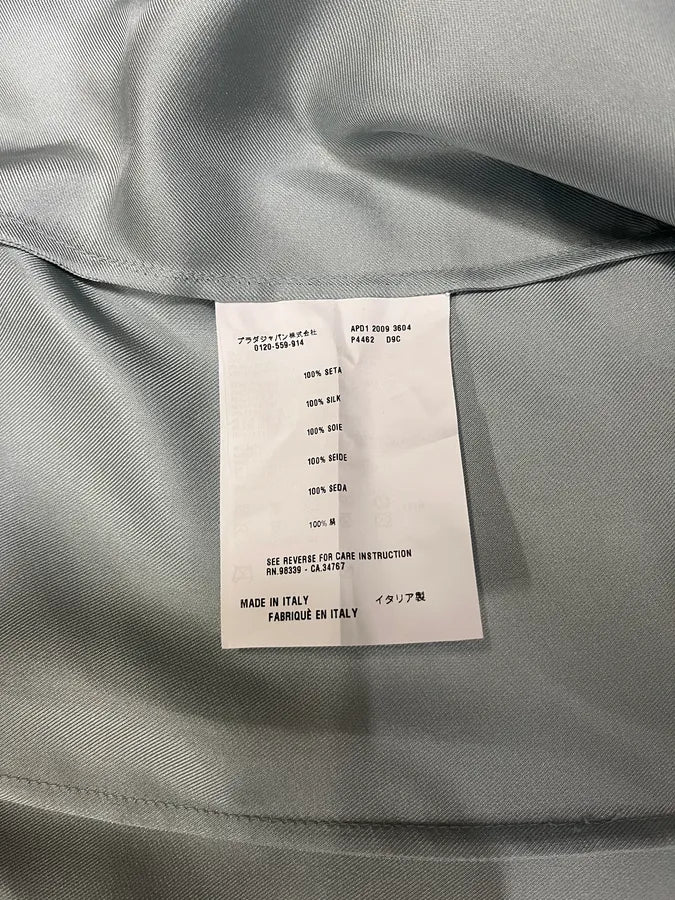 プラダジャパン株式会社
0120-559-914
APD1 2009 3604
P4462 D9C
100% SETA
100% SILK
100% SOIE
100% SEIDE
100% SEDA
100% 絹
SEE REVERSE FOR CARE INSTRUCTION
RN.98339 - CA.34767
MADE IN ITALY イタリア製
FABRIQUÈ EN ITALY